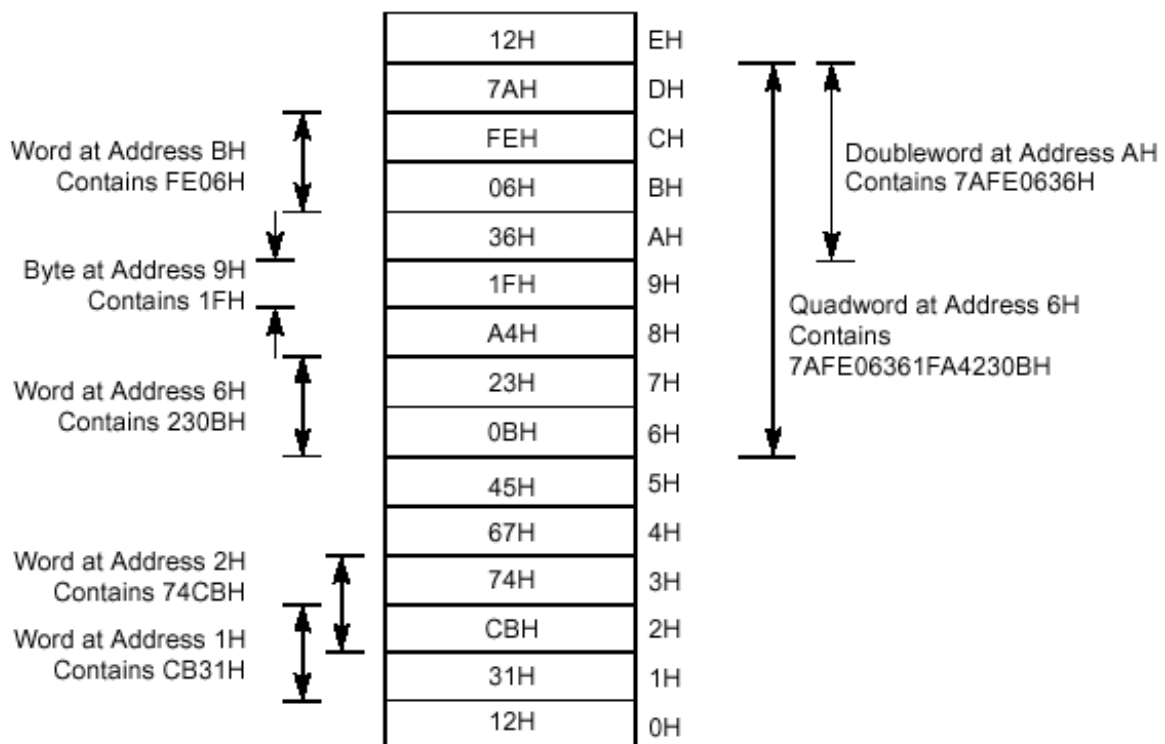 12H EH
7AH DH
FEH CH
06H BH
36H AH
1FH 9H
A4H 8H
23H 7H
0BH 6H
45H 5H
67H 4H
74H 3H
CBH 2H
31H 1H
12H 0H
Word at Address BH
Contains FE06H
Byte at Address 9H
Contains 1FH
Word at Address 6H
Contains 230BH
Word at Address 2H
Contains 74CBH
Word at Address 1H
Contains CB31H
Doubleword at Address AH
Contains 7AFE0636H
Quadword at Address 6H
Contains
7AFE06361FA4230BH